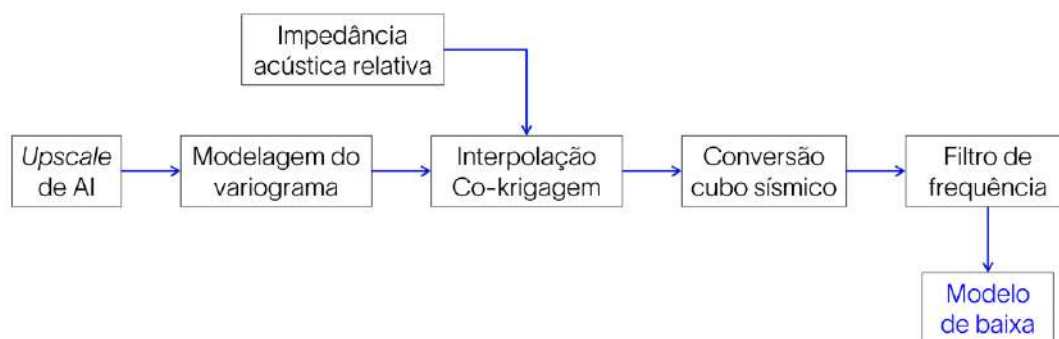 Impedância
acústica relativa
Upscale
de AI
Modelagem do
variograma
Interpolação
Co-krigagem
Conversão
cubo sísmico
Filtro de
frequência
Modelo
de baixa